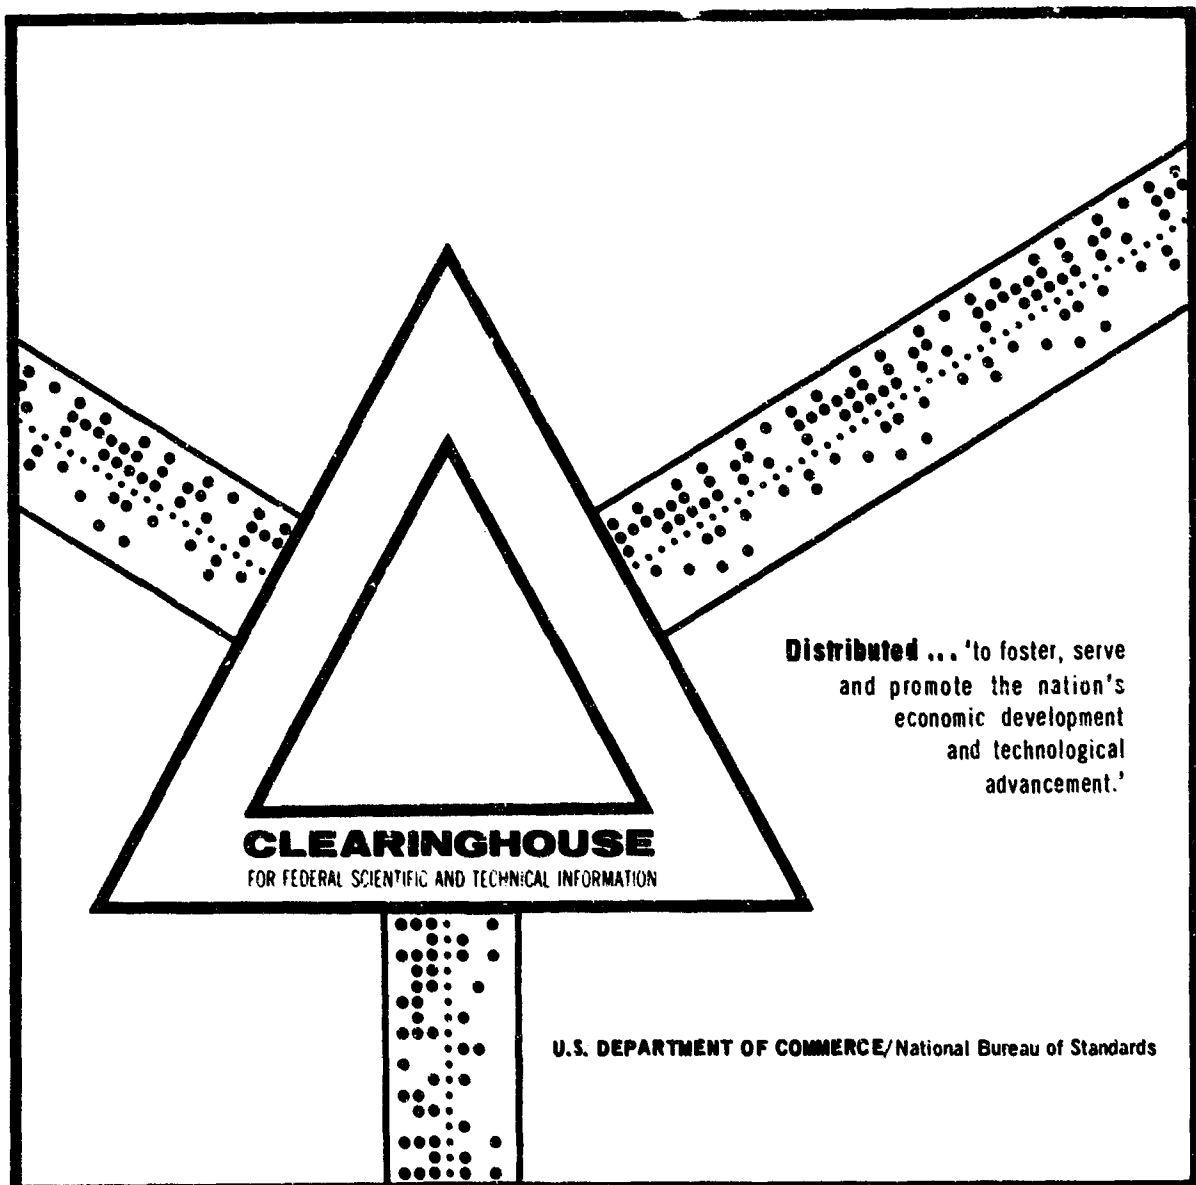 Distributed ... 'to foster, serve
and promote the nation's
economic development
and technological
advancement.'
CLEARINGHOUSE
FOR FEDERAL SCIENTIFIC AND TECHNICAL INFORMATION
U.S. DEPARTMENT OF COMMERCE/National Bureau of Standards